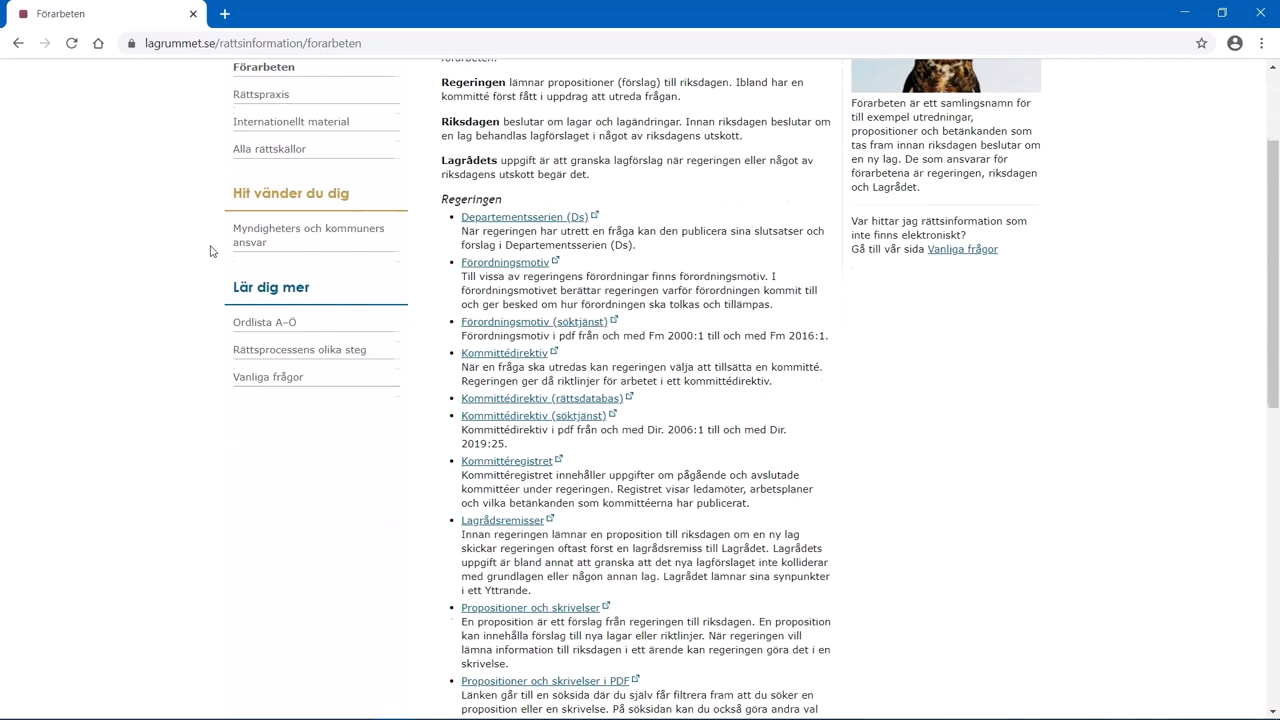 Förarbeten
lagrummet.se/rattsinformation/forarbeten
Förarbeten
Rättspraxis
Internationellt material
Alla rättskällor
Hit vänder du dig
Myndigheters och kommuners
ansvar
Lär dig mer
Ordlista A–Ö
Rättsprocessens olika steg
Vanliga frågor
förarbeten.
Regeringen lämnar propositioner (förslag) till riksdagen. Ibland har en
kommitté först fått i uppdrag att utreda frågan.
Riksdagen beslutar om lagar och lagändringar. Innan riksdagen beslutar om
en lag behandlas lagförslaget i något av riksdagens utskott.
Lagrådets uppgift är att granska lagförslag när regeringen eller något av
riksdagens utskott begär det.
Regeringen
• Departementsserien (Ds)
När regeringen har utrett en fråga kan den publicera sina slutsatser och
förslag i Departementsserien (Ds).
• Förordningsmotiv
Till vissa av regeringens förordningar finns förordningsmotiv. I
förordningsmotivet berättar regeringen varför förordningen kommit till
och ger besked om hur förordningen ska tolkas och tillämpas.
• Förordningsmotiv (söktjänst)
Förordningsmotiv i pdf från och med Fm 2000:1 till och med Fm 2016:1.
• Kommittédirektiv
När en fråga ska utredas kan regeringen välja att tillsätta en kommitté.
Regeringen ger då riktlinjer för arbetet i ett kommittédirektiv.
• Kommittédirektiv (rättsdatabas)
• Kommittédirektiv (söktjänst)
Kommittédirektiv i pdf från och med Dir. 2006:1 till och med Dir.
2019:25.
• Kommittéregistret
Kommittéregistret innehåller uppgifter om pågående och avslutade
kommittéer under regeringen. Registret visar ledamöter, arbetsplaner
och vilka betänkanden som kommittéerna har publicerat.
• Lagrådsremisser
Innan regeringen lämnar en proposition till riksdagen om en ny lag
skickar regeringen oftast först en lagrådsremiss till Lagrådet. Lagrådets
uppgift är bland annat att granska att det nya lagförslaget inte kolliderar
med grundlagen eller någon annan lag. Lagrådet lämnar sina synpunkter
i ett Yttrande.
• Propositioner och skrivelser
En proposition är ett förslag från regeringen till riksdagen. En proposition
kan innehålla förslag till nya lagar eller riktlinjer. När regeringen vill
lämna information till riksdagen i ett ärende kan regeringen göra det i en
skrivelse.
• Propositioner och skrivelser i PDF
Länken går till en söksida där du själv får filtrera fram att du söker en
proposition eller en skrivelse. På söksidan kan du också göra andra val
Förarbeten är ett samlingsnamn för
till exempel utredningar,
propositioner och betänkanden som
tas fram innan riksdagen beslutar om
en ny lag. De som ansvarar för
förarbetena är regeringen, riksdagen
och Lagrådet.
Var hittar jag rättsinformation som
inte finns elektroniskt?
Gå till vår sida Vanliga frågor